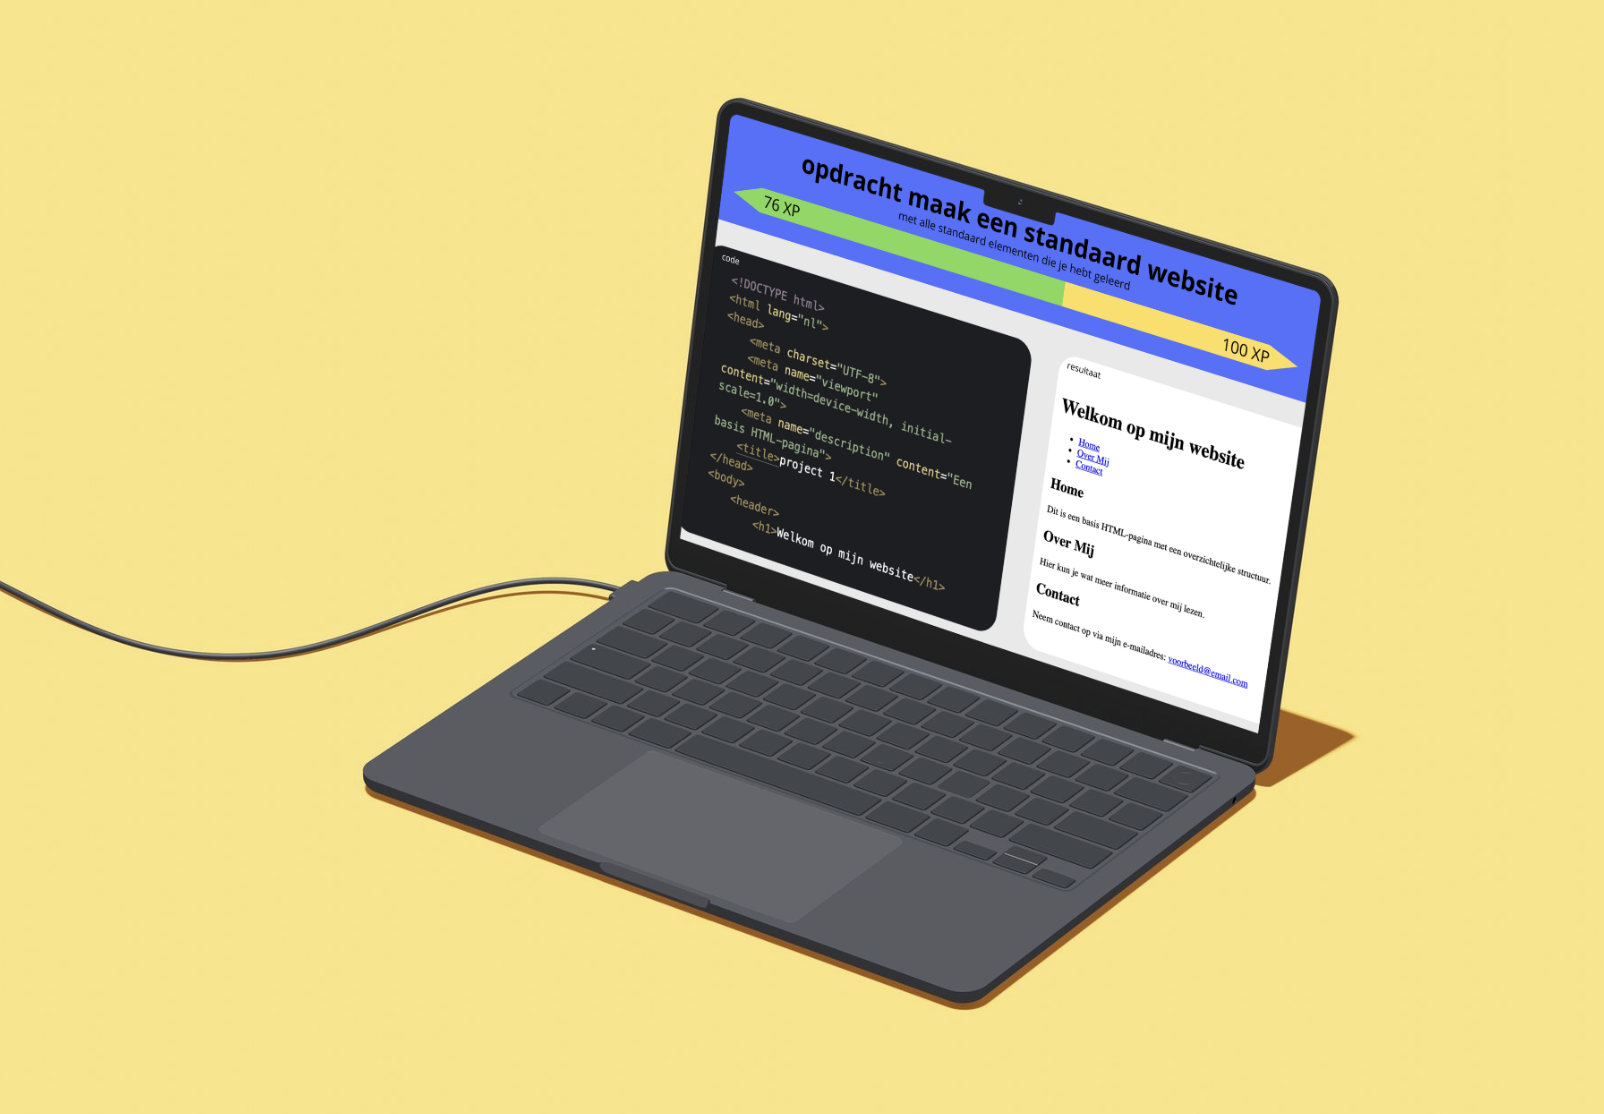 opdracht maak een standaard website
met alle standaard elementen die je hebt geleerd
76 XP
100 XP
code
<!DOCTYPE html>
<html lang="nl">
<head>
<meta charset="UTF-8">
<meta name="viewport"
content="width=device-width, initial-
scale=1.0">
<meta name="description" content="Een
basis HTML-pagina">
<title>project 1</title>
</head>
<body>
<header>
<h1>Welkom op mijn website</h1>
resultaat
Welkom op mijn website
Home
Over Mij
Contact
Home
Dit is een basis HTML-pagina met een overzichtelijke structuur.
Over Mij
Hier kun je wat meer informatie over mij lezen.
Contact
Neem contact op via mijn e-mailadres: voorbeeld@email.com